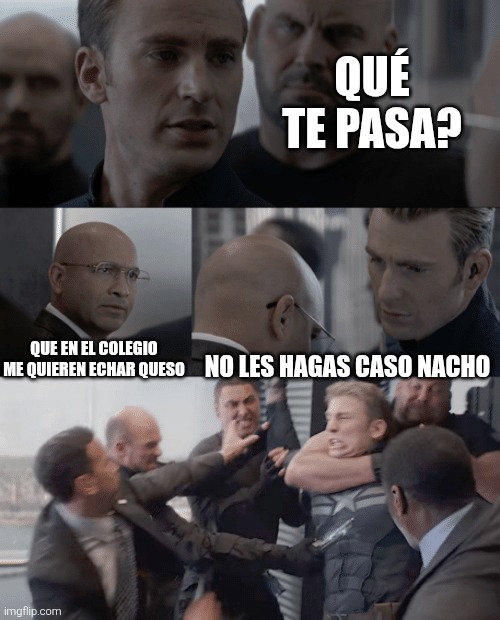 QUÉ
TE PASA?
QUE EN EL COLEGIO
ME QUIEREN ECHAR QUESO
NO LES HAGAS CASO NACHO
imgflip.com